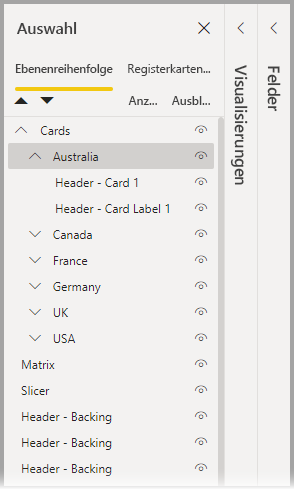 Auswahl
Ebenenreihenfolge Registerkarten...
Anz... Ausbl...
Cards
Australia
Header - Card 1
Header - Card Label 1
Canada
France
Germany
UK
USA
Matrix
Slicer
Header - Backing
Header - Backing
Header - Backing
Visualisierungen
Felder